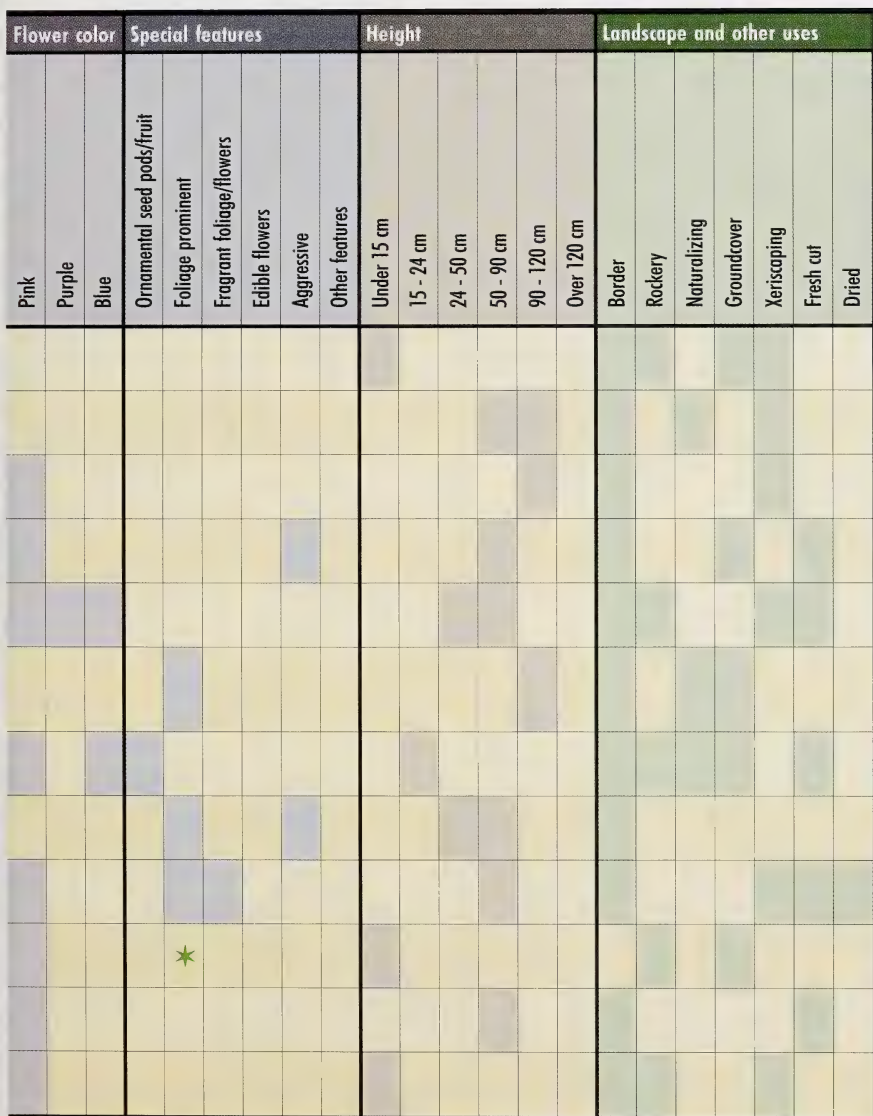 Flower color Special features Height Landscape and other uses
Pink
Purple
Blue
Ornamental seed pods/fruit
Foliage prominent
Fragrant foliage/flowers
Edible flowers
Aggressive
Other features
Under 15 cm
15 - 24 cm
24 - 50 cm
50 - 90 cm
90 - 120 cm
Over 120 cm
Border
Rockery
Naturalizing
Groundcover
Xeriscaping
Fresh cut
Dried